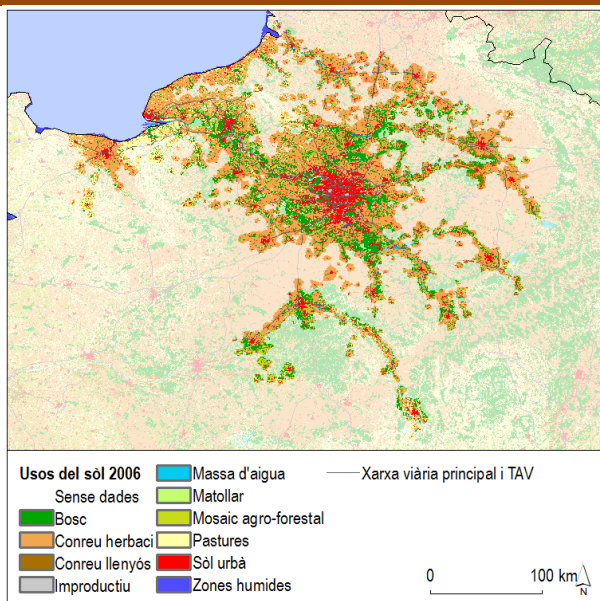 Usos del sòl 2006
Sense dades
Bosc
Conreu herbaci
Conreu llenyós
Improductiu
Massa d'aigua
Matollar
Mosaic agro-forestal
Pastures
Sòl urbà
Zones humides
Xarxa viària principal i TAV
0 100 km
N